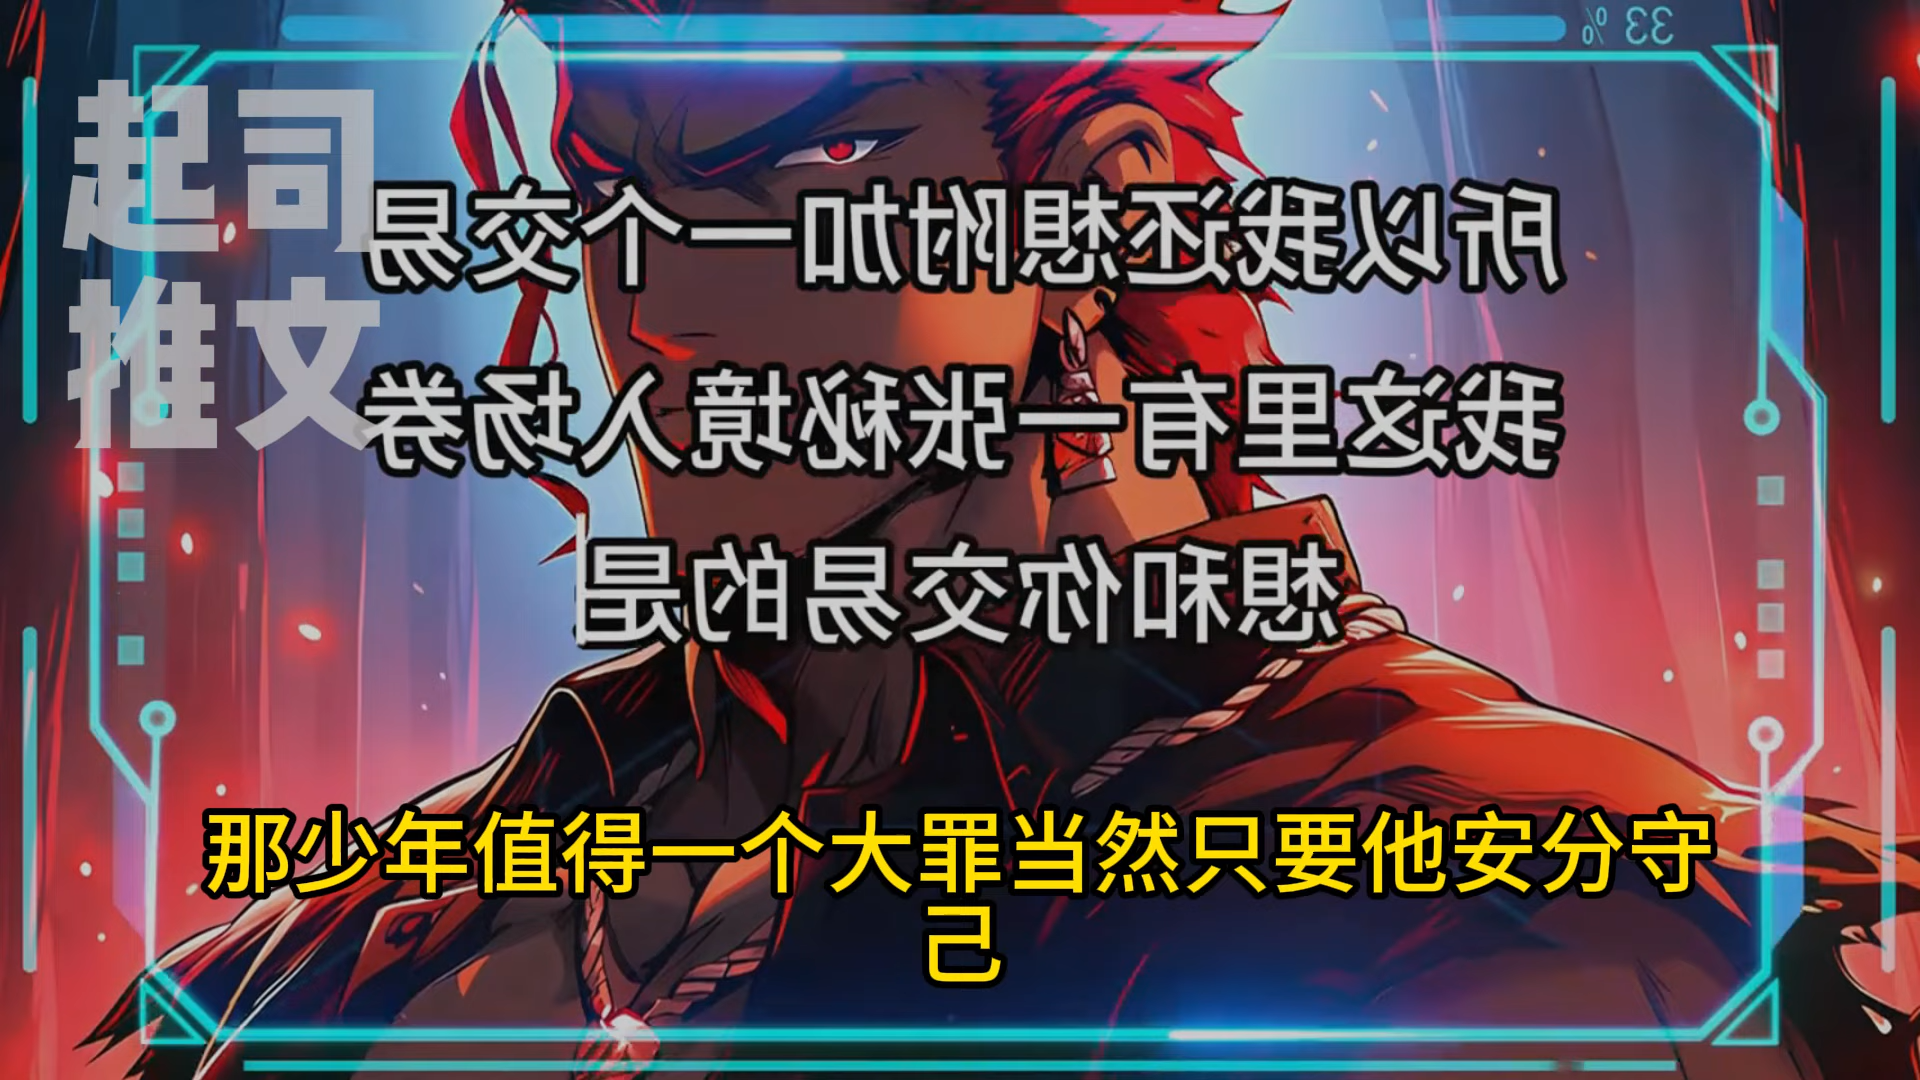 33 %
起司
推文
所以我还想附加一个交易
我这里有一张秘境入场券
想和你交易的是
那少年值得一个大罪当然只要他安分守
己